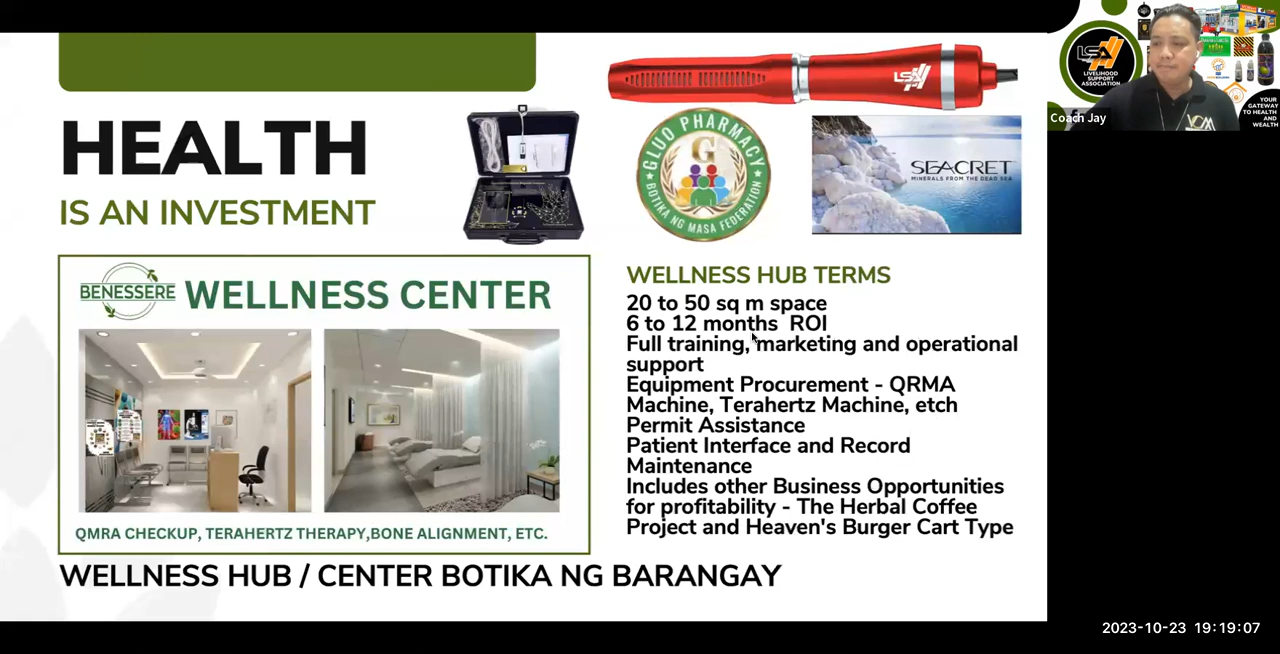 HEALTH
IS AN INVESTMENT
LSA
GLUO PHARMACY
G
BOTIKA NG MASA FEDERATION
SEACRET
MINERALS FROM THE DEAD SEA
BENESSERE
WELLNESS CENTER
QMRA CHECKUP, TERAHERTZ THERAPY,BONE ALIGNMENT, ETC.
WELLNESS HUB TERMS
20 to 50 sq m space
6 to 12 months ROI
Full training, marketing and operational
support
Equipment Procurement - QRMA
Machine, Terahertz Machine, etch
Permit Assistance
Patient Interface and Record
Maintenance
Includes other Business Opportunities
for profitability - The Herbal Coffee
Project and Heaven's Burger Cart Type
WELLNESS HUB / CENTER BOTIKA NG BARANGAY
LSA
LIVELIHOOD
SUPPORT
ASSOCIATION
YOUR
GATEWAY
TO HEALTH
AND
WEALTH
Coach Jay
2023-10-23 19:19:07